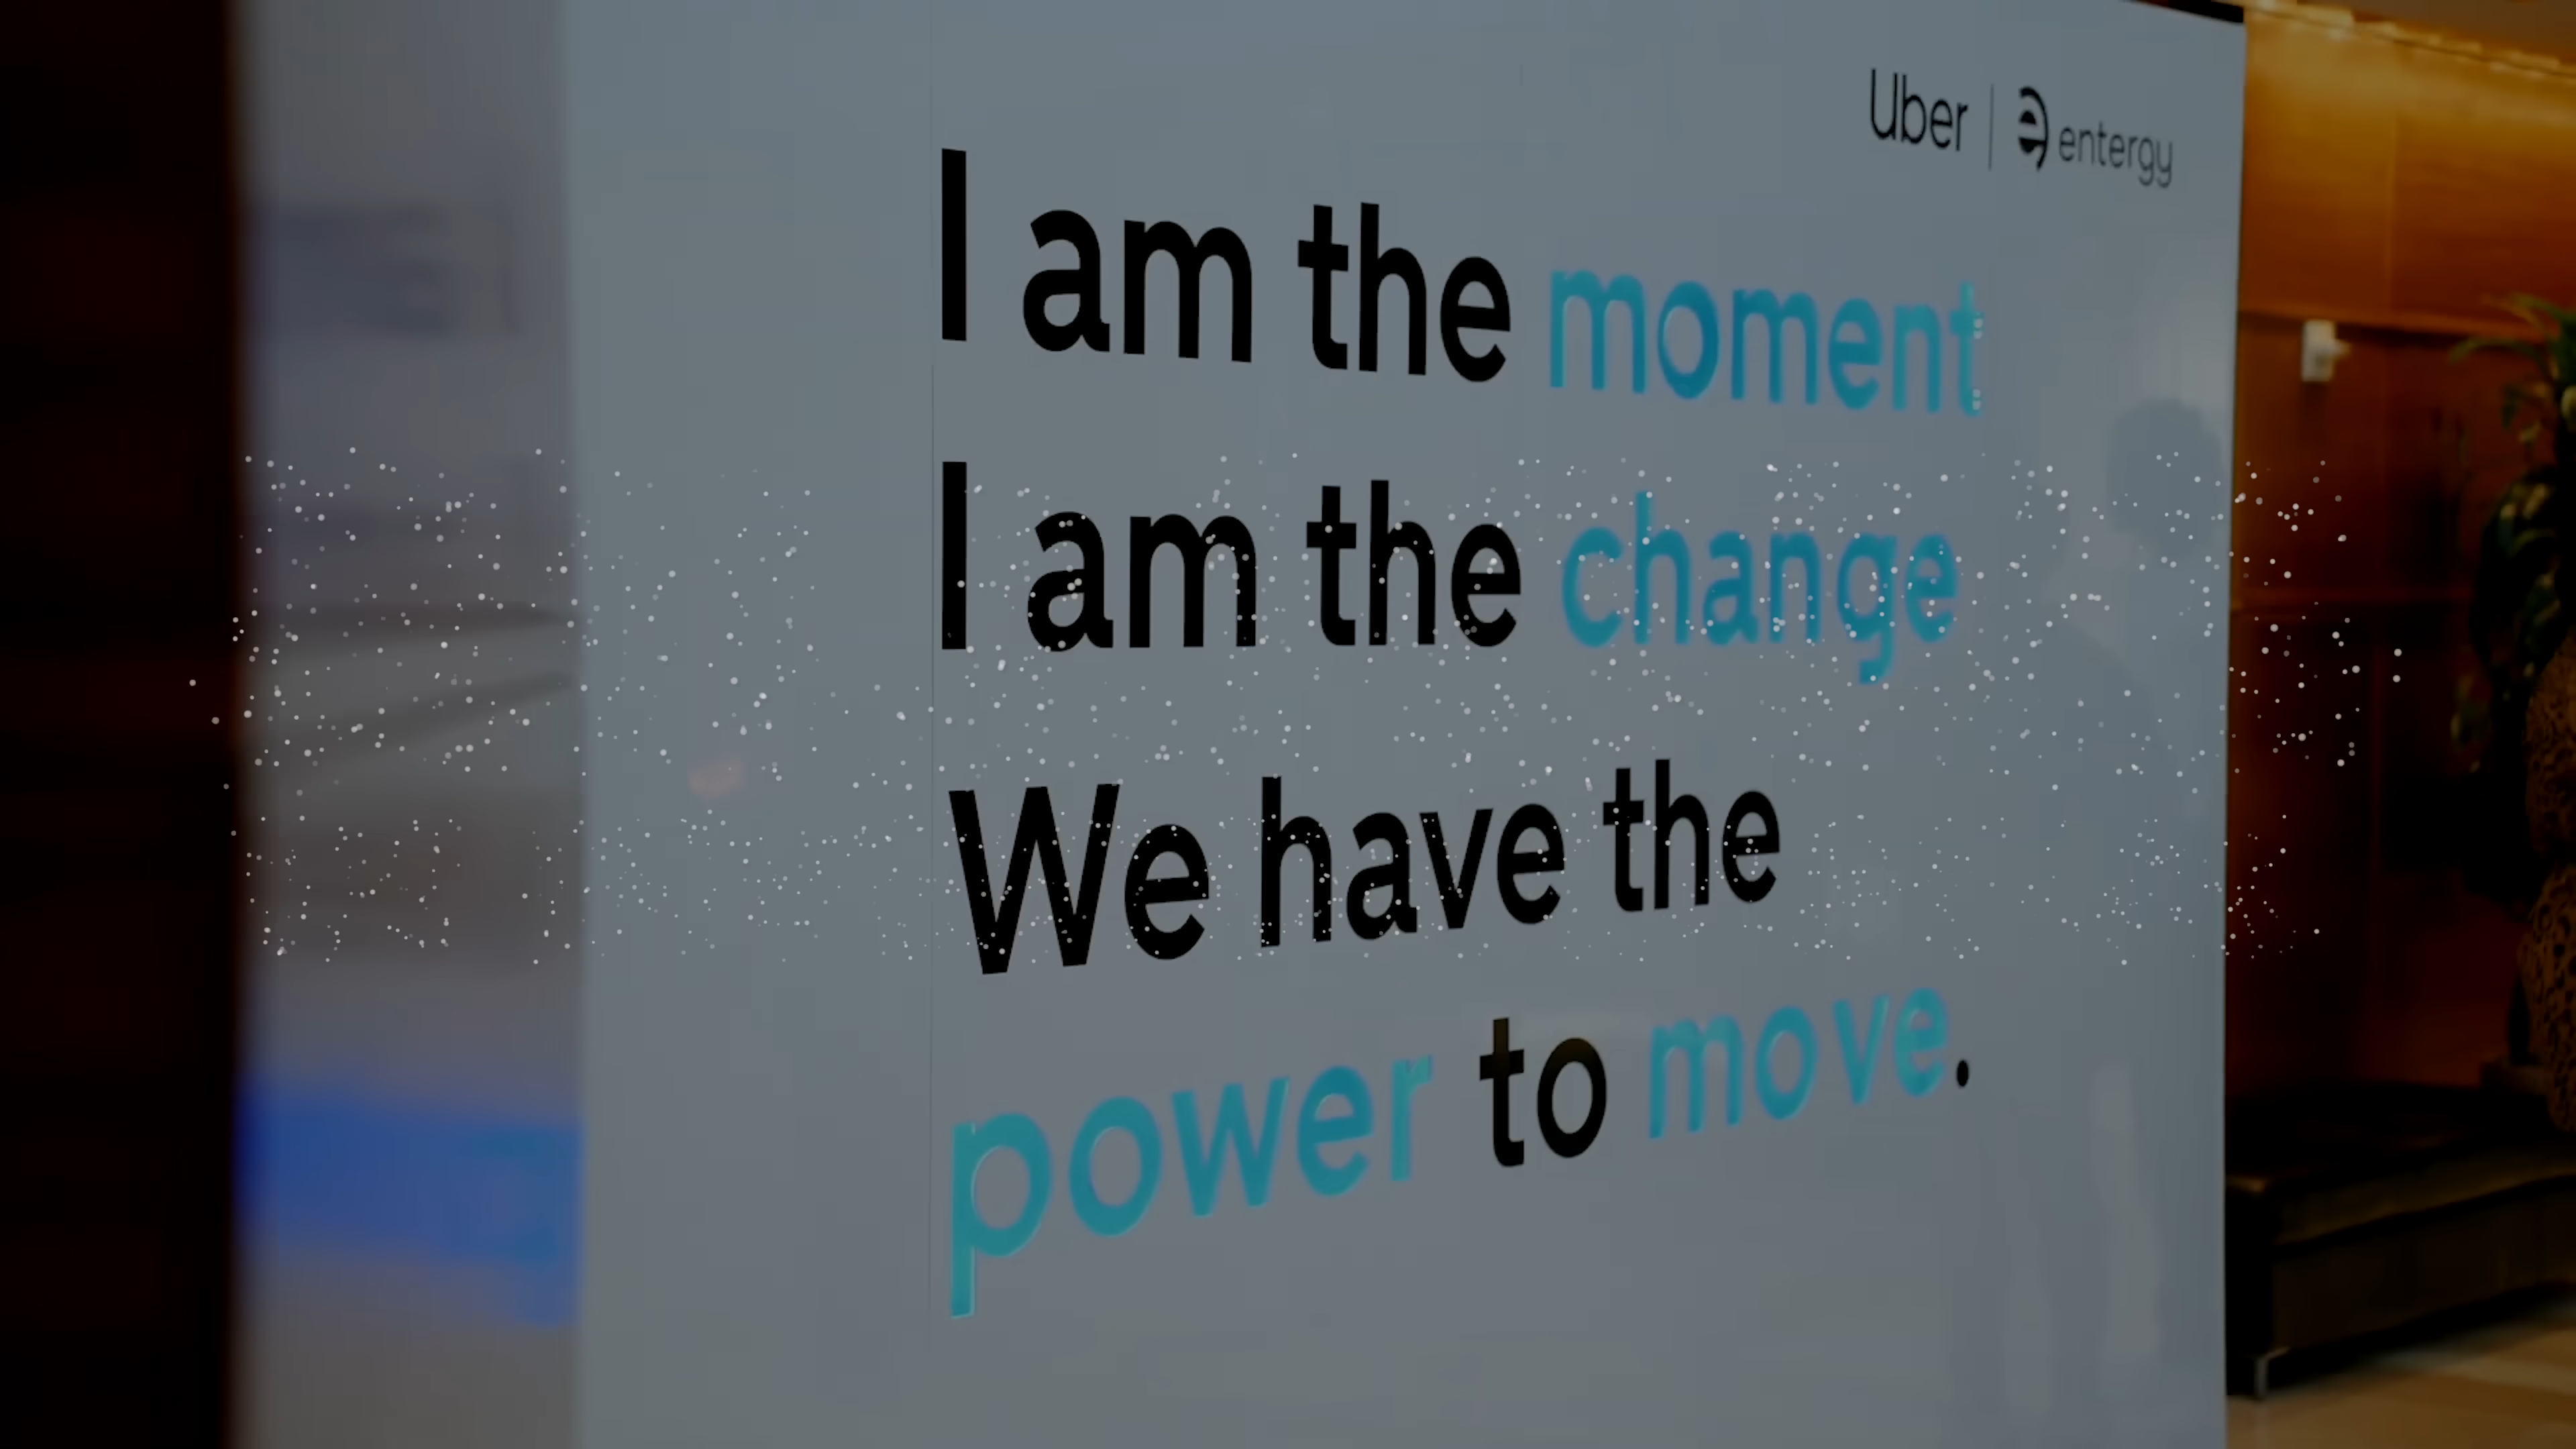 Uber | entergy
I am the moment
I am the change
We have the
power to move.